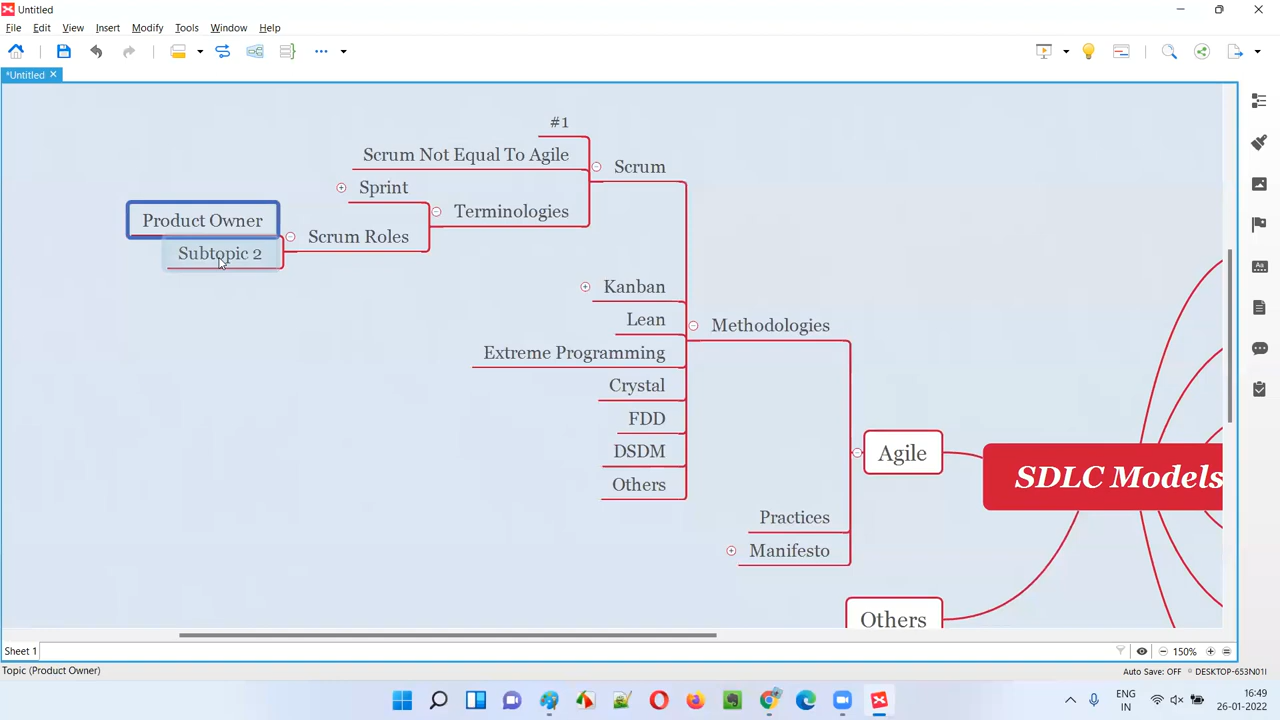 Untitled
File Edit View Insert Modify Tools Window Help
*Untitled
#1
Scrum Not Equal To Agile
Scrum
Sprint
Terminologies
Product Owner
Scrum Roles
Subtopic 2
Kanban
Lean
Methodologies
Extreme Programming
Crystal
FDD
DSDM
Agile
SDLC Models
Others
Practices
Manifesto
Others
Sheet 1
150%
Topic (Product Owner)
Auto Save: OFF
DESKTOP-653N01I
ENG
IN
16:49
26-01-2022